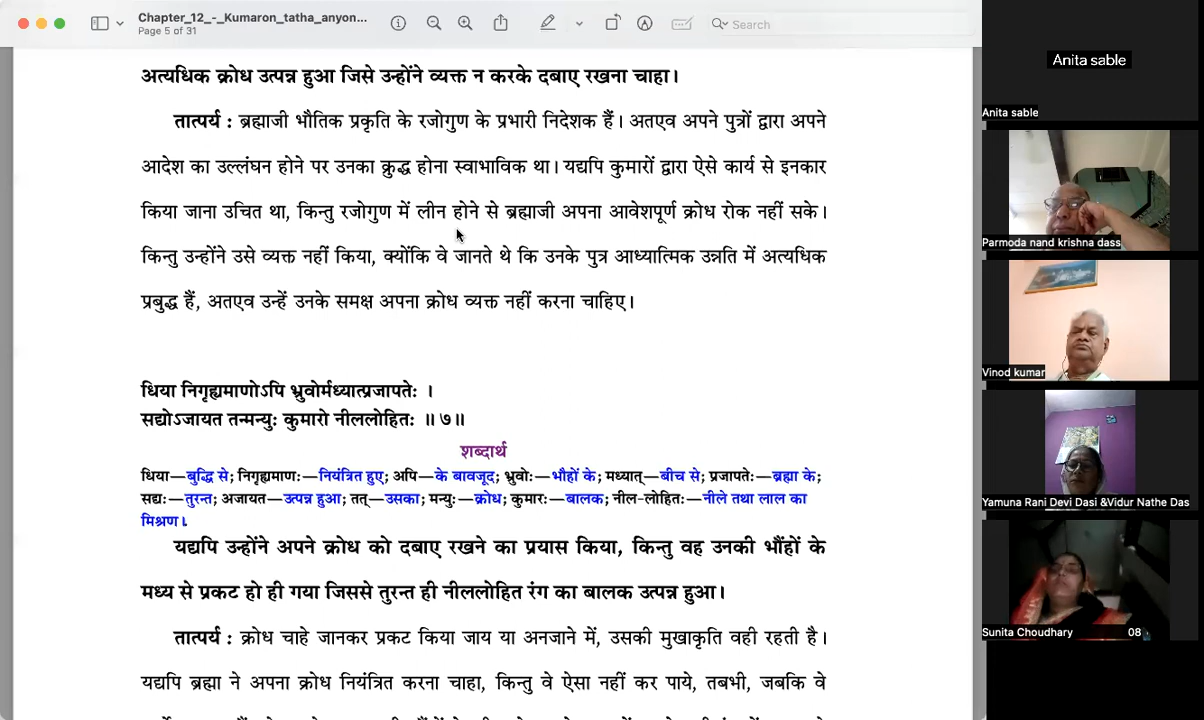 Chapter_12_-_Kumaron_tatha_anyon...
Page 5 of 31
Search
अत्यधिक क्रोध उत्पन्न हुआ जिसे उन्होंने व्यक्त न करके दबाए रखना चाहा।
तात्पर्य : ब्रह्माजी भौतिक प्रकृति के रजोगुण के प्रभारी निदेशक हैं। अतएव अपने पुत्रों द्वारा अपने
आदेश का उल्लंघन होने पर उनका क्रुद्ध होना स्वाभाविक था। यद्यपि कुमारों द्वारा ऐसे कार्य से इनकार
किया जाना उचित था, किन्तु रजोगुण में लीन होने से ब्रह्माजी अपना आवेशपूर्ण क्रोध रोक नहीं सके।
किन्तु उन्होंने उसे व्यक्त नहीं किया, क्योंकि वे जानते थे कि उनके पुत्र आध्यात्मिक उन्नति में अत्यधिक
प्रबुद्ध हैं, अतएव उन्हें उनके समक्ष अपना क्रोध व्यक्त नहीं करना चाहिए।
धिया निगृह्यमाणोऽपि भ्रुवोर्मध्यात्प्रजापतेः ।
सद्योऽजायत तन्मन्युः कुमारो नीललोहितः ॥ ७॥
शब्दार्थ
धिया—बुद्धि से; निगृह्यमाणः—नियंत्रित हुए; अपि—के बावजूद; भ्रुवोः—भौहों के; मध्यात्—बीच से; प्रजापतेः—ब्रह्मा के;
सद्यः—तुरन्त; अजायत—उत्पन्न हुआ; तत्—उसका; मन्युः—क्रोध; कुमारः—बालक; नील-लोहितः—नीले तथा लाल का
मिश्रण।
यद्यपि उन्होंने अपने क्रोध को दबाए रखने का प्रयास किया, किन्तु वह उनकी भौंहों के
मध्य से प्रकट हो ही गया जिससे तुरन्त ही नीललोहित रंग का बालक उत्पन्न हुआ।
तात्पर्य : क्रोध चाहे जानकर प्रकट किया जाय या अनजाने में, उसकी मुखाकृति वही रहती है।
यद्यपि ब्रह्मा ने अपना क्रोध नियंत्रित करना चाहा, किन्तु वे ऐसा नहीं कर पाये, तबभी, जबकि वे
Anita sable
Anita sable
Parmoda nand krishna dass
Vinod kumar
Yamuna Rani Devi Dasi &Vidur Nathe Das
Sunita Choudhary 08